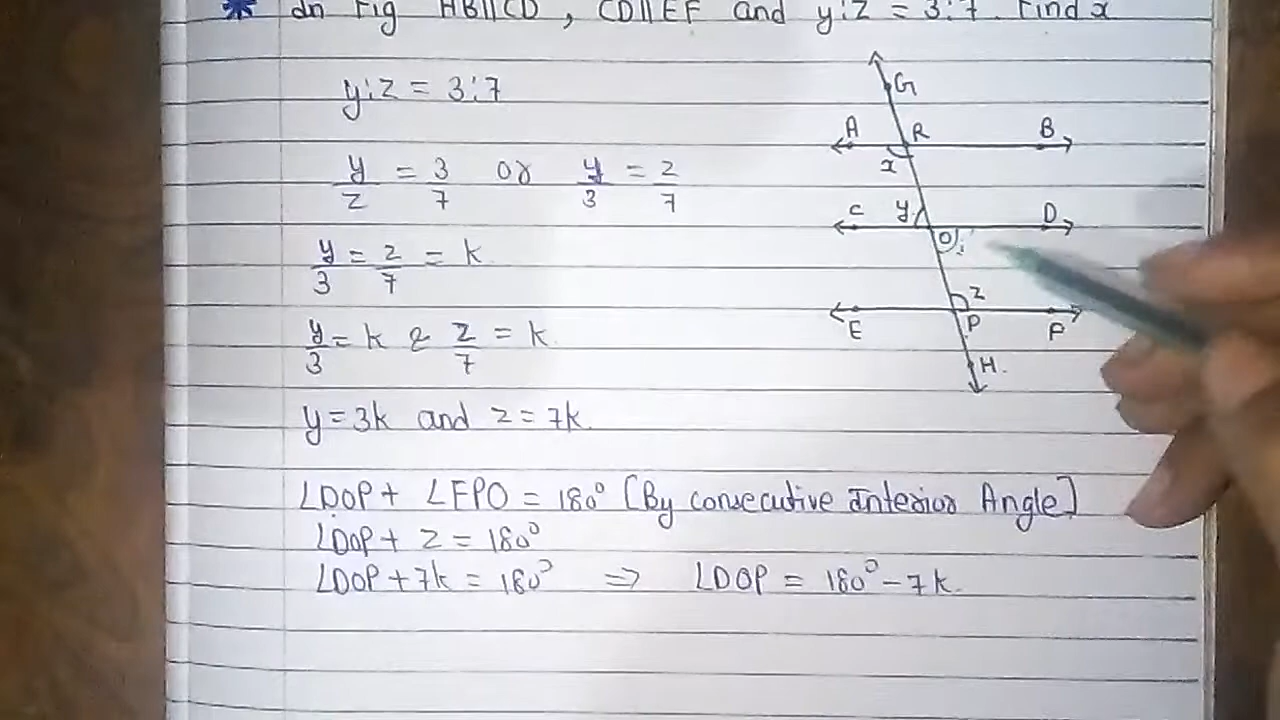 In Fig AB||CD, CD||EF and y:z = 3:7. Find x
y:z = 3:7
y/z = 3/7 or y/3 = z/7
y/3 = z/7 = k
y/3 = k & z/7 = k
y = 3k and z = 7k.
∠DOP + ∠FPO = 180° [By consecutive Interior Angle]
∠DOP + z = 180°
∠DOP + 7k = 180° ⇒ ∠DOP = 180° - 7k.
G
A R B
x
C y D
O
z
E P F
H.